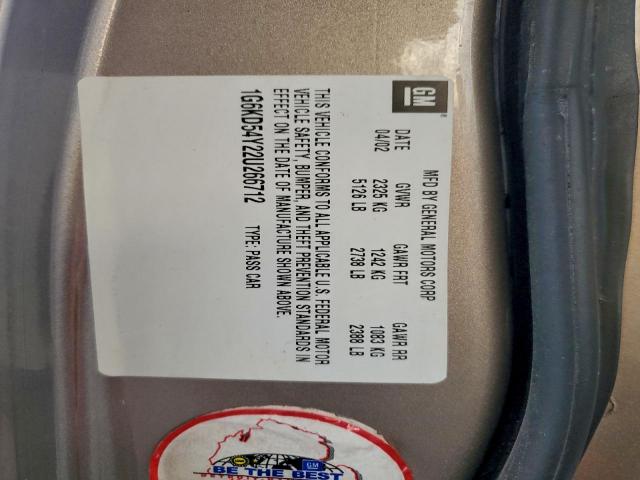 GM
MFD BY GENERAL MOTORS CORP
DATE GVWR GAWR FRT GAWR RR
04/02 2325 KG 1242 KG 1083 KG
5126 LB 2738 LB 2388 LB
THIS VEHICLE CONFORMS TO ALL APPLICABLE U.S. FEDERAL MOTOR
VEHICLE SAFETY, BUMPER, AND THEFT PREVENTION STANDARDS IN
EFFECT ON THE DATE OF MANUFACTURE SHOWN ABOVE.
1G6KD54Y22U266712 TYPE: PASS CAR
GM
BE THE BEST